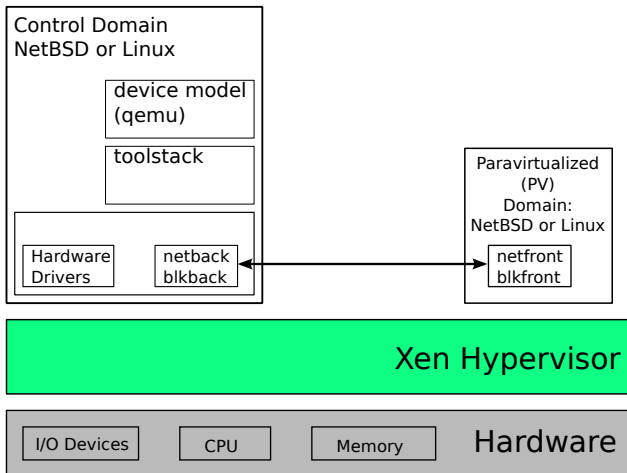 Control Domain
NetBSD or Linux
device model
(qemu)
toolstack
Hardware
Drivers
netback
blkback
Paravirtualized
(PV)
Domain:
NetBSD or Linux
netfront
blkfront
Xen Hypervisor
I/O Devices
CPU
Memory
Hardware